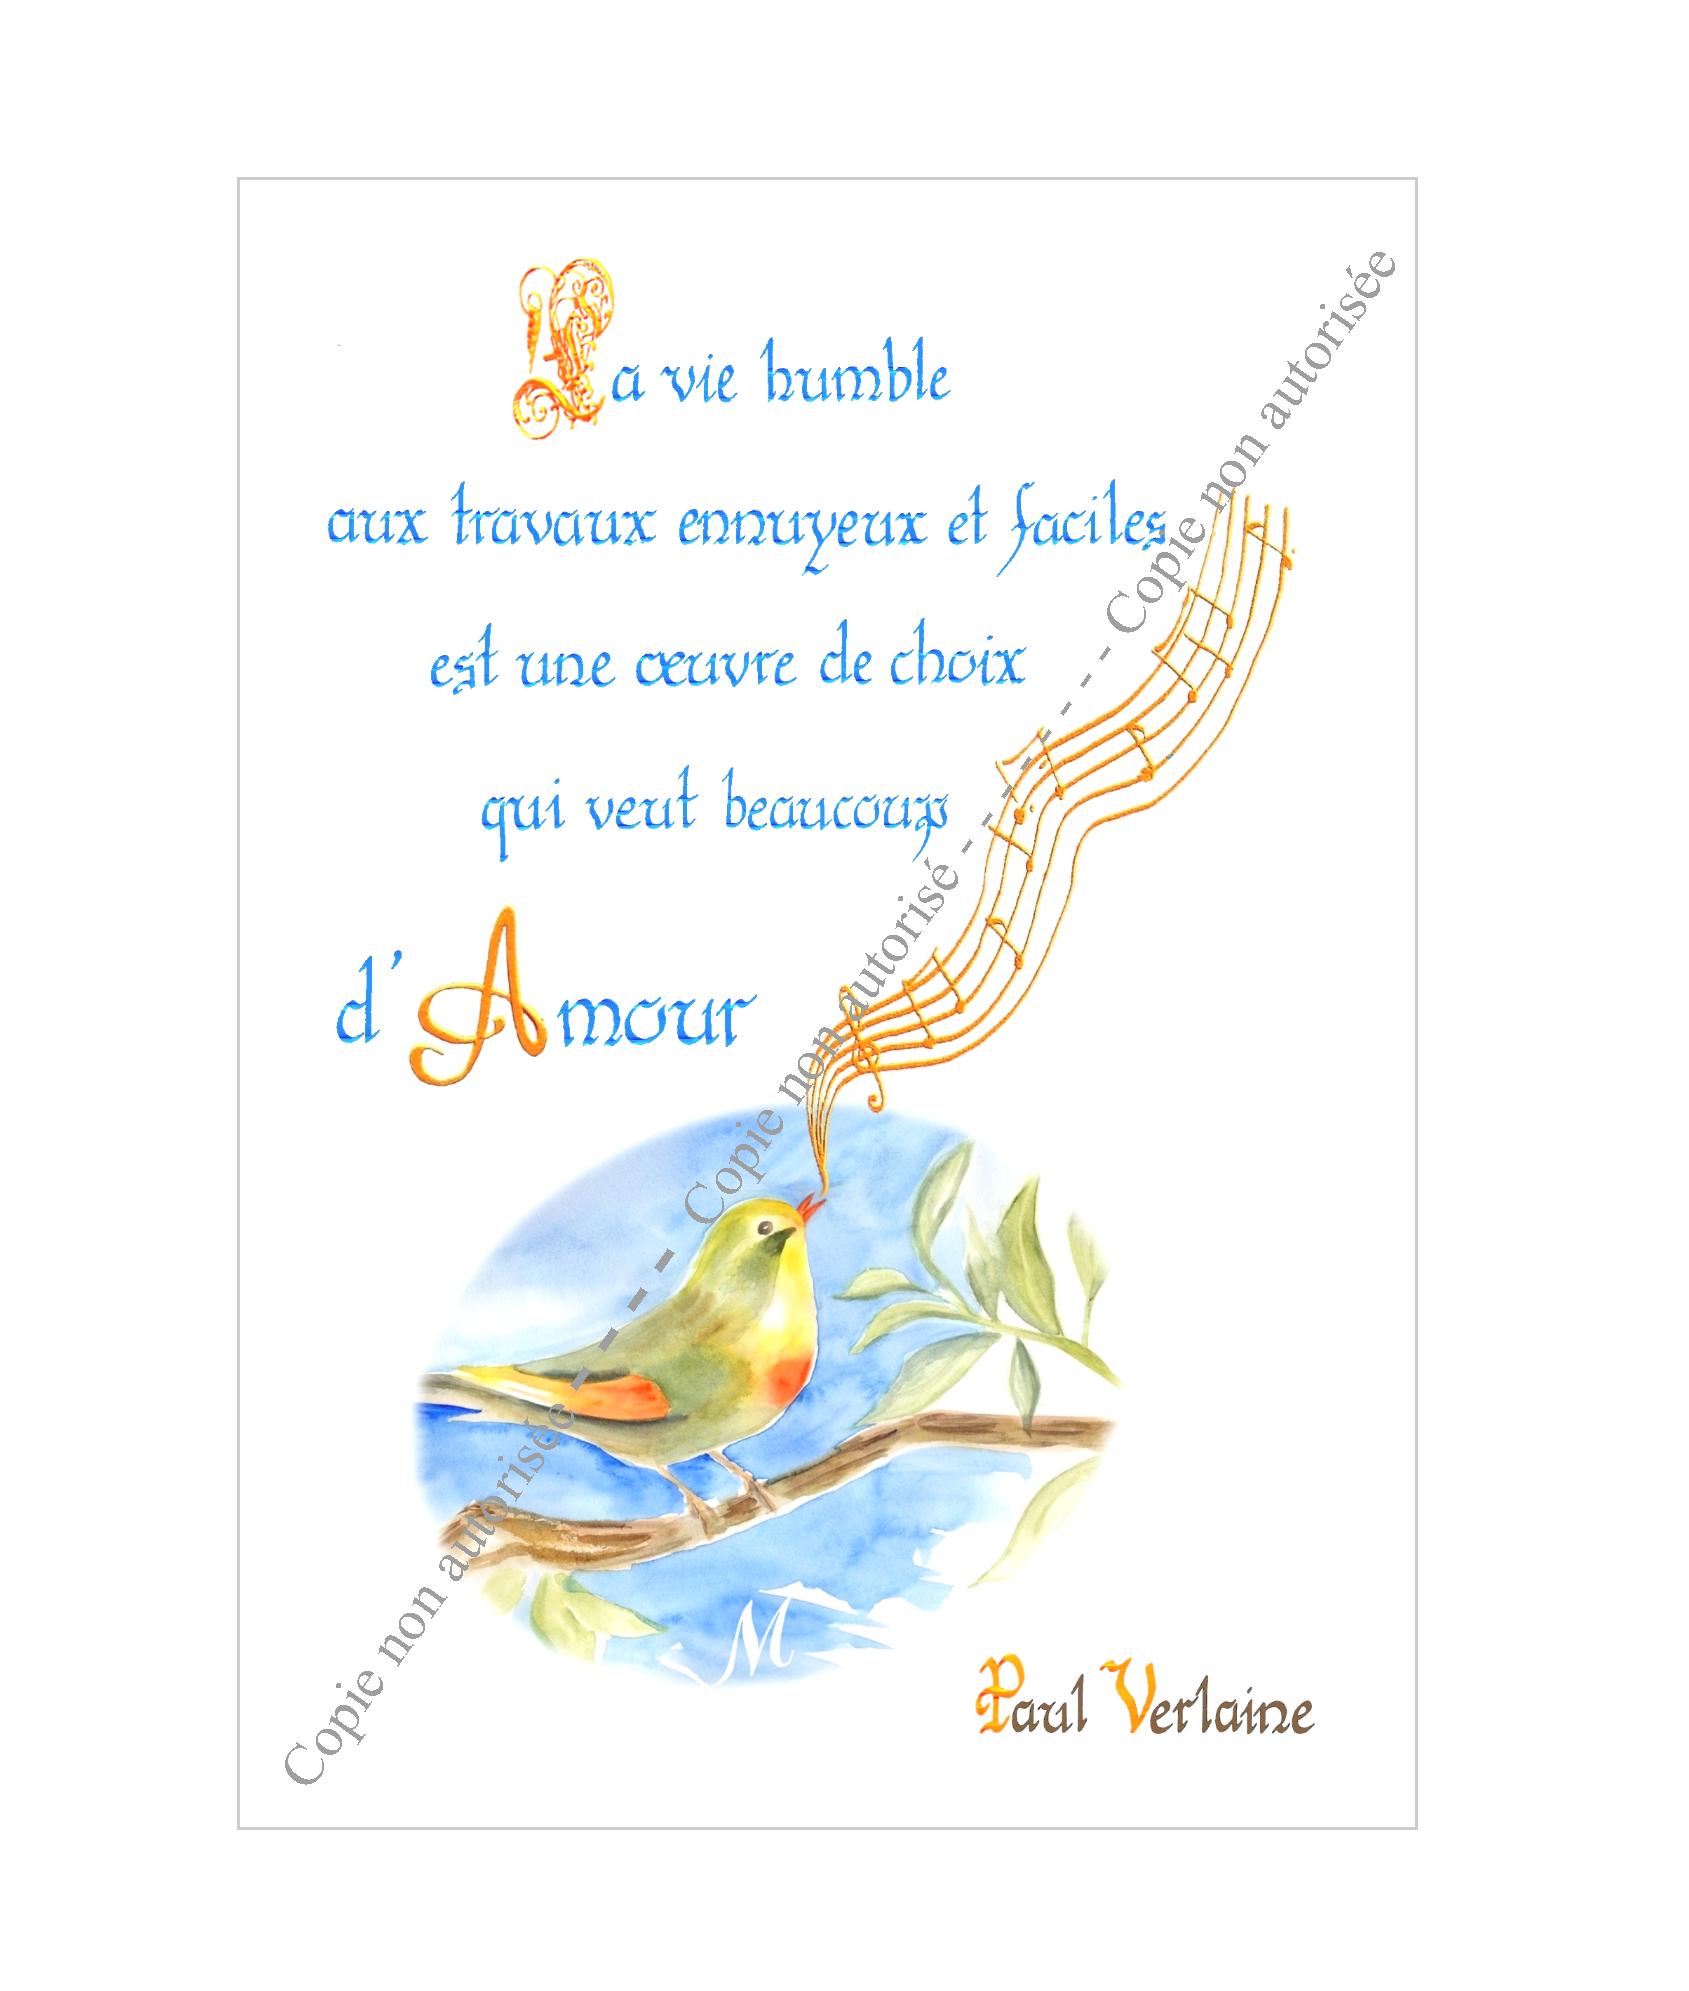 La vie humble
aux travaux ennuyeux et faciles
est une œuvre de choix
qui veut beaucoup
d'Amour
M
Paul Verlaine
Copie non autorisée - - - - Copie non autorisé - - - - - - - Copie non autorisée